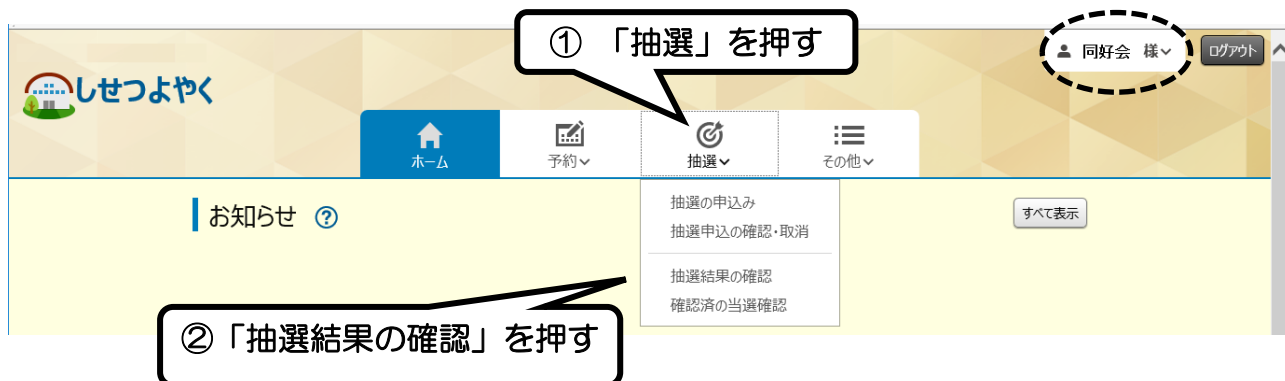 ① 「抽選」を押す
同好会 様
ログアウト
しせつよやく
ホーム
予約
抽選
その他
お知らせ ?
すべて表示
抽選の申込み
抽選申込の確認・取消
抽選結果の確認
確認済の当選確認
②「抽選結果の確認」を押す